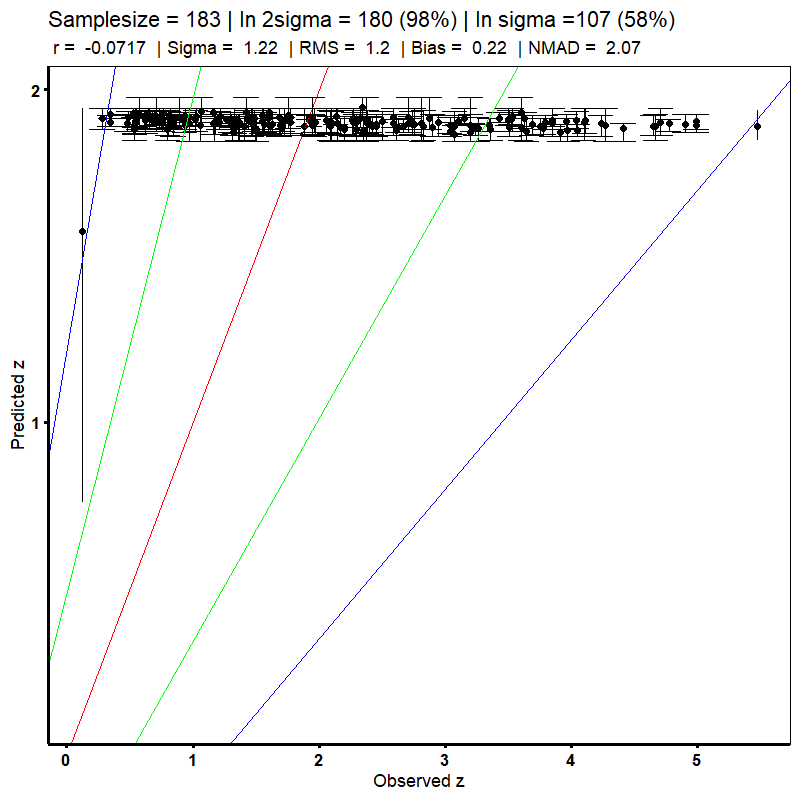 Samplesize = 183 | In 2sigma = 180 (98%) | In sigma =107 (58%)
r = -0.0717 | Sigma = 1.22 | RMS = 1.2 | Bias = 0.22 | NMAD = 2.07
2
1
Predicted z
0 1 2 3 4 5
Observed z